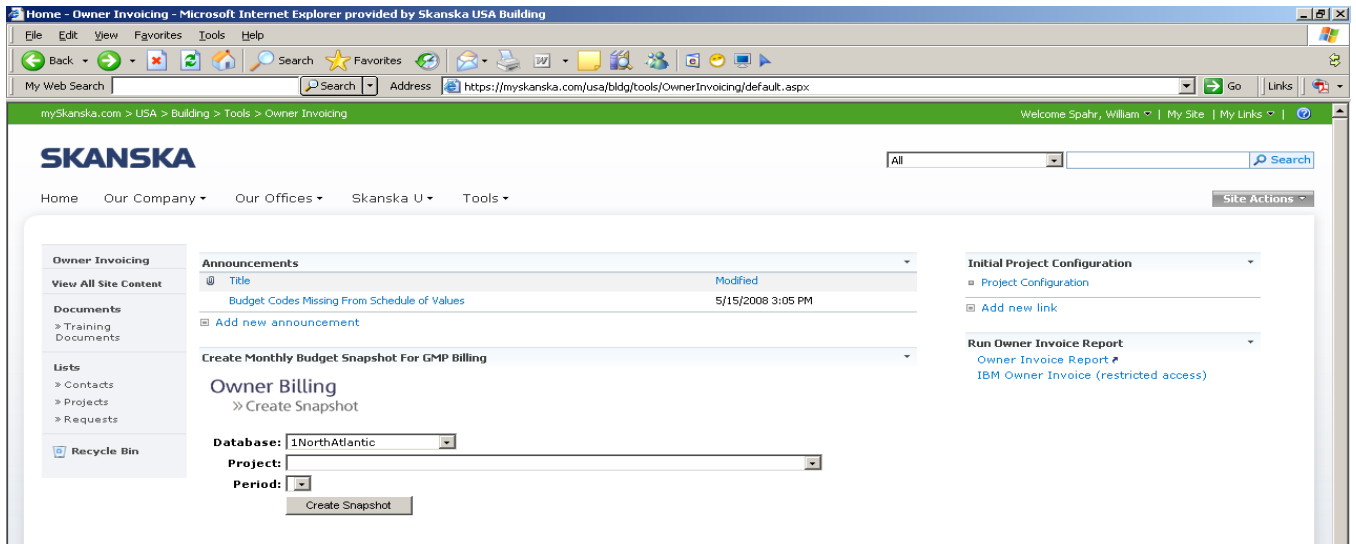 Home - Owner Invoicing - Microsoft Internet Explorer provided by Skanska USA Building
File Edit View Favorites Tools Help
Back Search Favorites
My Web Search Search Address https://myskanska.com/usa/bldg/tools/OwnerInvoicing/default.aspx Go Links
mySkanska.com > USA > Building > Tools > Owner Invoicing Welcome Spahr, William | My Site | My Links |
SKANSKA
All Search
Home Our Company Our Offices Skanska U Tools Site Actions
Owner Invoicing
View All Site Content
Documents
» Training
Documents
Lists
» Contacts
» Projects
» Requests
Recycle Bin
Announcements
Title Modified
Budget Codes Missing From Schedule of Values 5/15/2008 3:05 PM
Add new announcement
Create Monthly Budget Snapshot For GMP Billing
Owner Billing
» Create Snapshot
Database: 1NorthAtlantic
Project:
Period:
Create Snapshot
Initial Project Configuration
Project Configuration
Add new link
Run Owner Invoice Report
Owner Invoice Report
IBM Owner Invoice (restricted access)